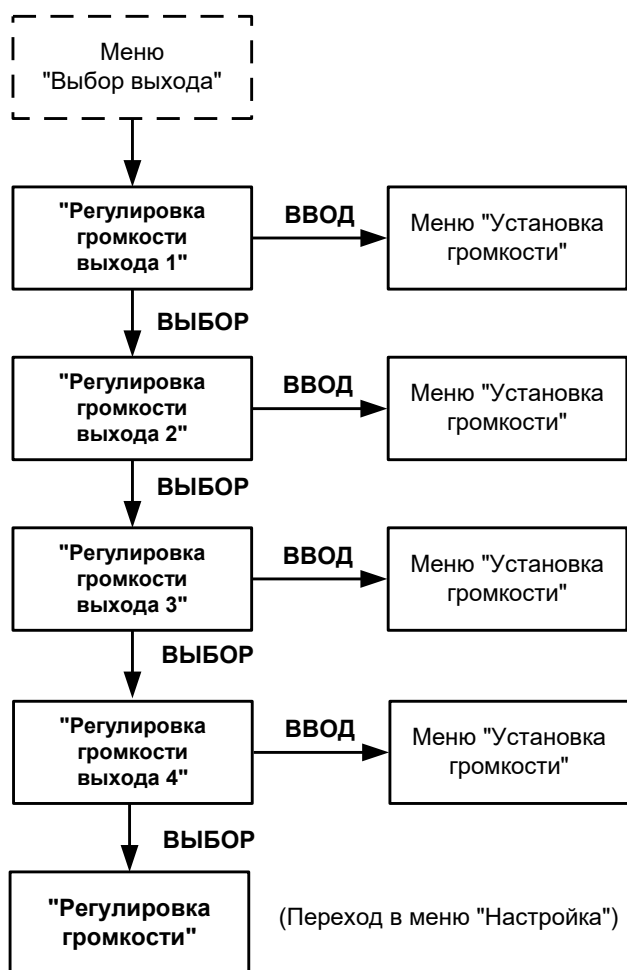 Меню
"Выбор выхода"
"Регулировка
громкости
выхода 1"
ВВОД
Меню "Установка
громкости"
ВЫБОР
"Регулировка
громкости
выхода 2"
ВВОД
Меню "Установка
громкости"
ВЫБОР
"Регулировка
громкости
выхода 3"
ВВОД
Меню "Установка
громкости"
ВЫБОР
"Регулировка
громкости
выхода 4"
ВВОД
Меню "Установка
громкости"
ВЫБОР
"Регулировка
громкости"
(Переход в меню "Настройка")